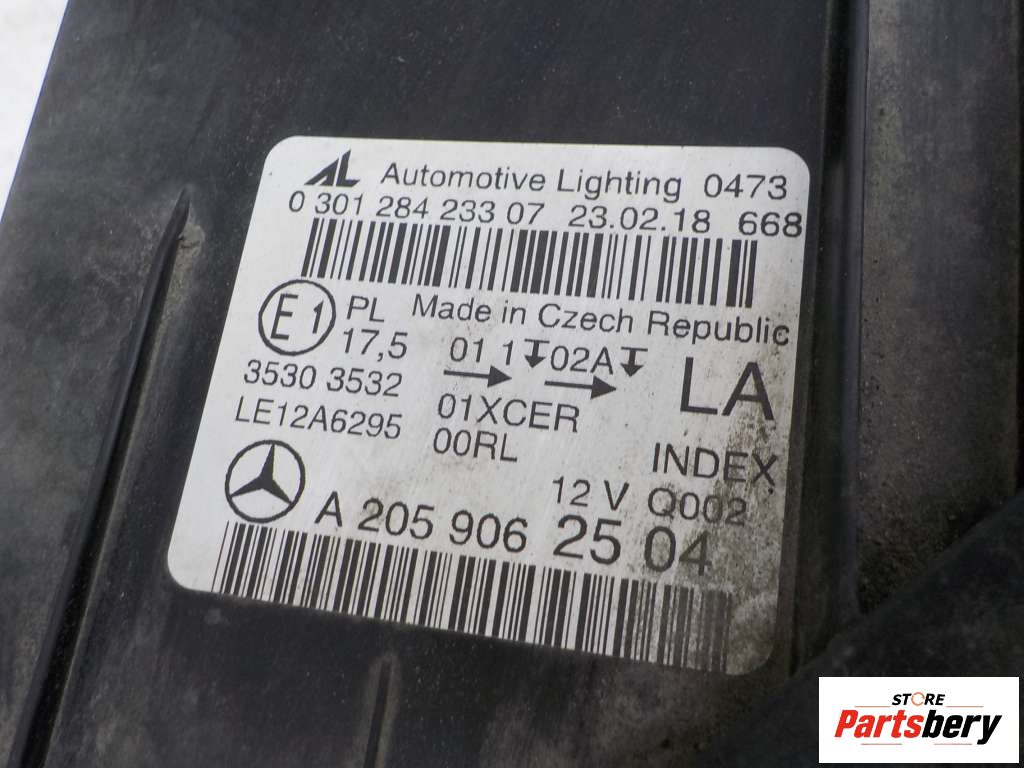 AL Automotive Lighting 0473
0 301 284 233 07 23.02.18 668
E1 PL Made in Czech Republic
17,5 01 1 02A LA
3530 3532 01XCER
LE12A6295 00RL INDEX
12 V Q002
A 205 906 25 04
STORE
Partsbery